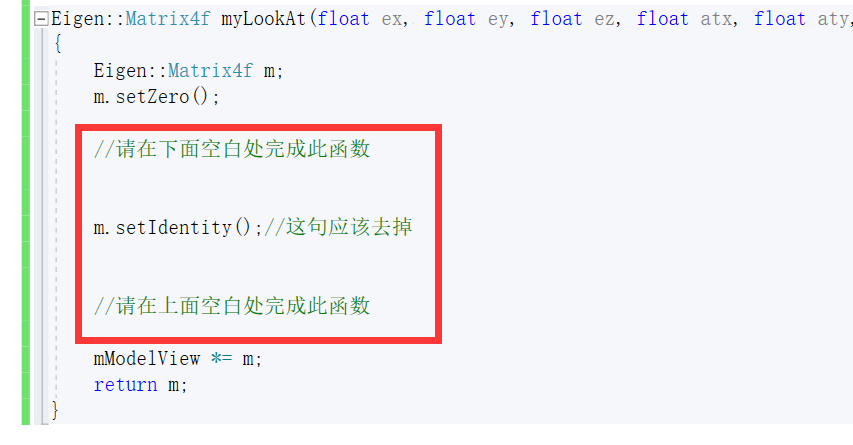 Eigen::Matrix4f myLookAt(float ex, float ey, float ez, float atx, float aty,
{
Eigen::Matrix4f m;
m.setZero();
//请在下面空白处完成此函数
m.setIdentity();//这句应该去掉
//请在上面空白处完成此函数
mModelView *= m;
return m;
}